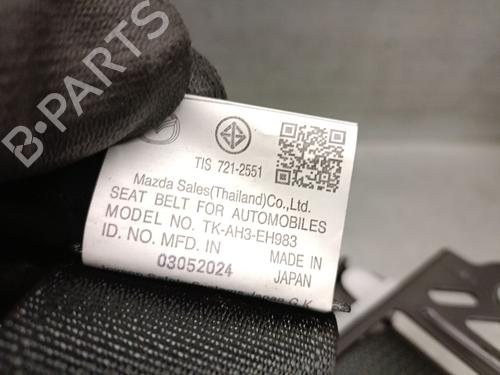 B-PARTS
TIS 721-2551
Mazda Sales(Thailand)Co.,Ltd.
SEAT BELT FOR AUTOMOBILES
MODEL NO. TK-AH3-EH983
ID. NO. MFD. IN MADE IN
03052024 JAPAN